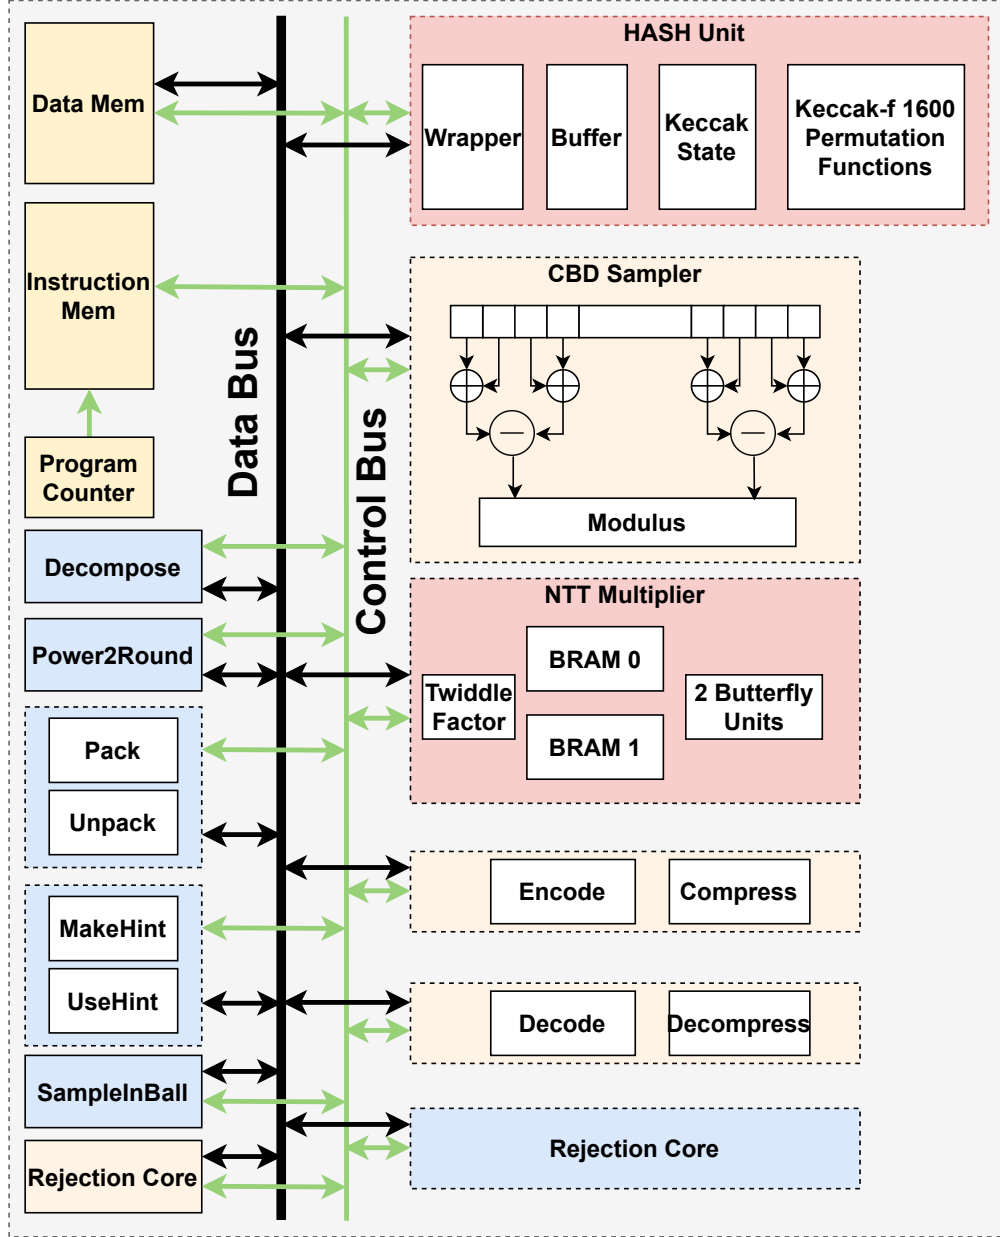 Data Mem
Instruction
Mem
Program
Counter
Decompose
Power2Round
Pack
Unpack
MakeHint
UseHint
SampleInBall
Rejection Core
Data Bus
Control Bus
HASH Unit
Wrapper
Buffer
Keccak
State
Keccak-f 1600
Permutation
Functions
CBD Sampler
Modulus
NTT Multiplier
Twiddle
Factor
BRAM 0
BRAM 1
2 Butterfly
Units
Encode
Compress
Decode
Decompress
Rejection Core